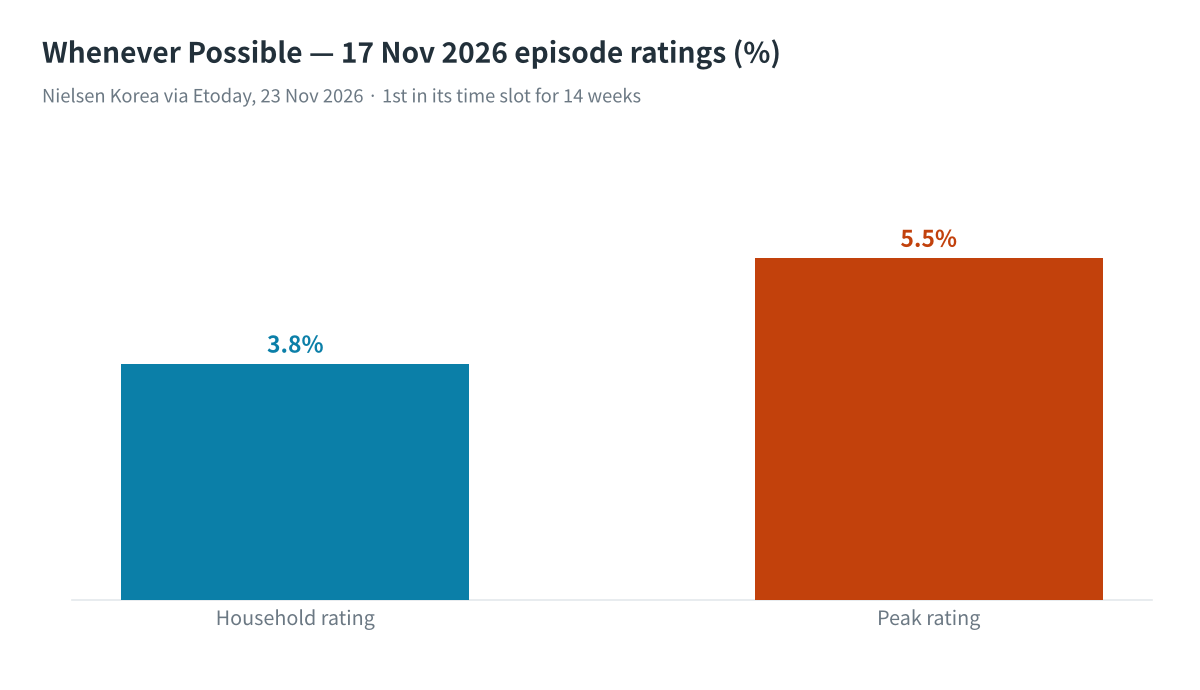 Whenever Possible — 17 Nov 2026 episode ratings (%)
Nielsen Korea via Etoday, 23 Nov 2026 · 1st in its time slot for 14 weeks
5.5%
3.8%
Household rating
Peak rating